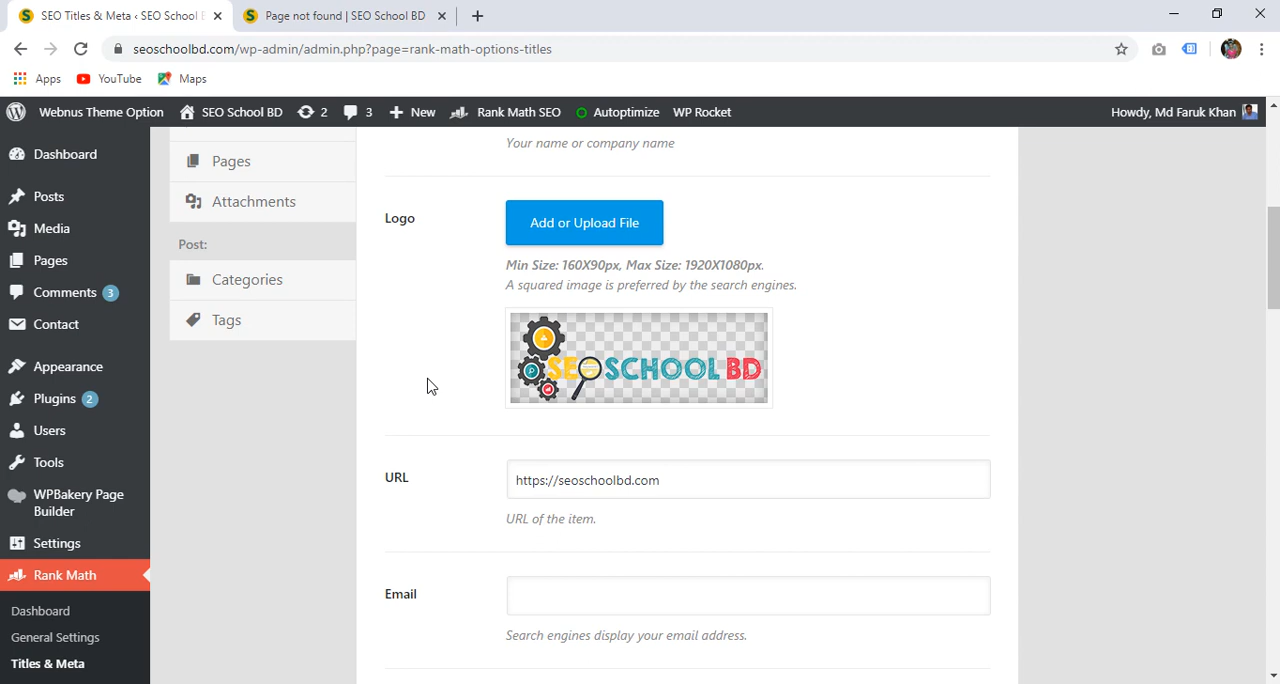 SEO Titles & Meta ‹ SEO School B
Page not found | SEO School BD
seoschoolbd.com/wp-admin/admin.php?page=rank-math-options-titles
Apps
YouTube
Maps
Webnus Theme Option
SEO School BD
2
3
New
Rank Math SEO
Autoptimize
WP Rocket
Howdy, Md Faruk Khan
Dashboard
Posts
Media
Pages
Comments 3
Contact
Appearance
Plugins 2
Users
Tools
WPBakery Page
Builder
Settings
Rank Math
Dashboard
General Settings
Titles & Meta
Pages
Attachments
Post:
Categories
Tags
Your name or company name
Logo
Add or Upload File
Min Size: 160X90px, Max Size: 1920X1080px.
A squared image is preferred by the search engines.
SEO SCHOOL BD
URL
https://seoschoolbd.com
URL of the item.
Email
Search engines display your email address.